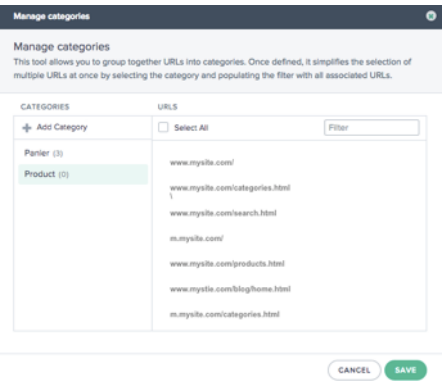 Manage categories
Manage categories
This tool allows you to group together URLs into categories. Once defined, it simplifies the selection of
multiple URLs at once by selecting the category and populating the filter with all associated URLs.
CATEGORIES
URLS
Add Category
Select All
Filter
Panier (3)
Product (0)
www.mysite.com/
www.mysite.com/categories.html
\
www.mysite.com/search.html
m.mysite.com/
www.mysite.com/products.html
www.mystie.com/blog/home.html
m.mysite.com/categories.html
CANCEL
SAVE